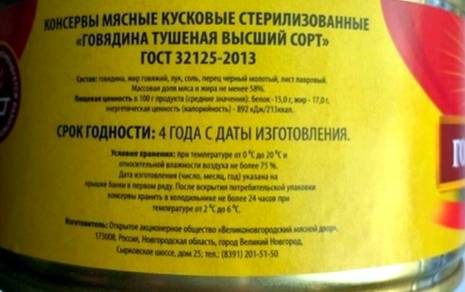 КОНСЕРВЫ МЯСНЫЕ КУСКОВЫЕ СТЕРИЛИЗОВАННЫЕ
«ГОВЯДИНА ТУШЕНАЯ ВЫСШИЙ СОРТ»
ГОСТ 32125-2013
Состав: говядина, жир говяжий, лук, соль, перец черный молотый, лист лавровый.
Массовая доля мяса и жира не менее 58%.
Пищевая ценность в 100 г продукта (средние значения): Белок -15,0 г, жир - 17,0 г,
энергетическая ценность (калорийность) - 892 кДж/213ккал.
СРОК ГОДНОСТИ: 4 ГОДА С ДАТЫ ИЗГОТОВЛЕНИЯ.
Условия хранения: при температуре от 0 °С до 20 °С и
относительной влажности воздуха не более 75 %.
Дата изготовления (число, месяц, год) указана на
крышке банки в первом ряду. После вскрытия потребительской упаковки
консервы хранить в холодильнике не более 24 часов при
температуре от 2 °С до 6 °С.
Изготовитель: Открытое акционерное общество «Великоновгородский мясной двор»,
173008, Россия, Новгородская область, город Великий Новгород,
Сырковское шоссе, дом 25; тел.: (8391) 201-51-50